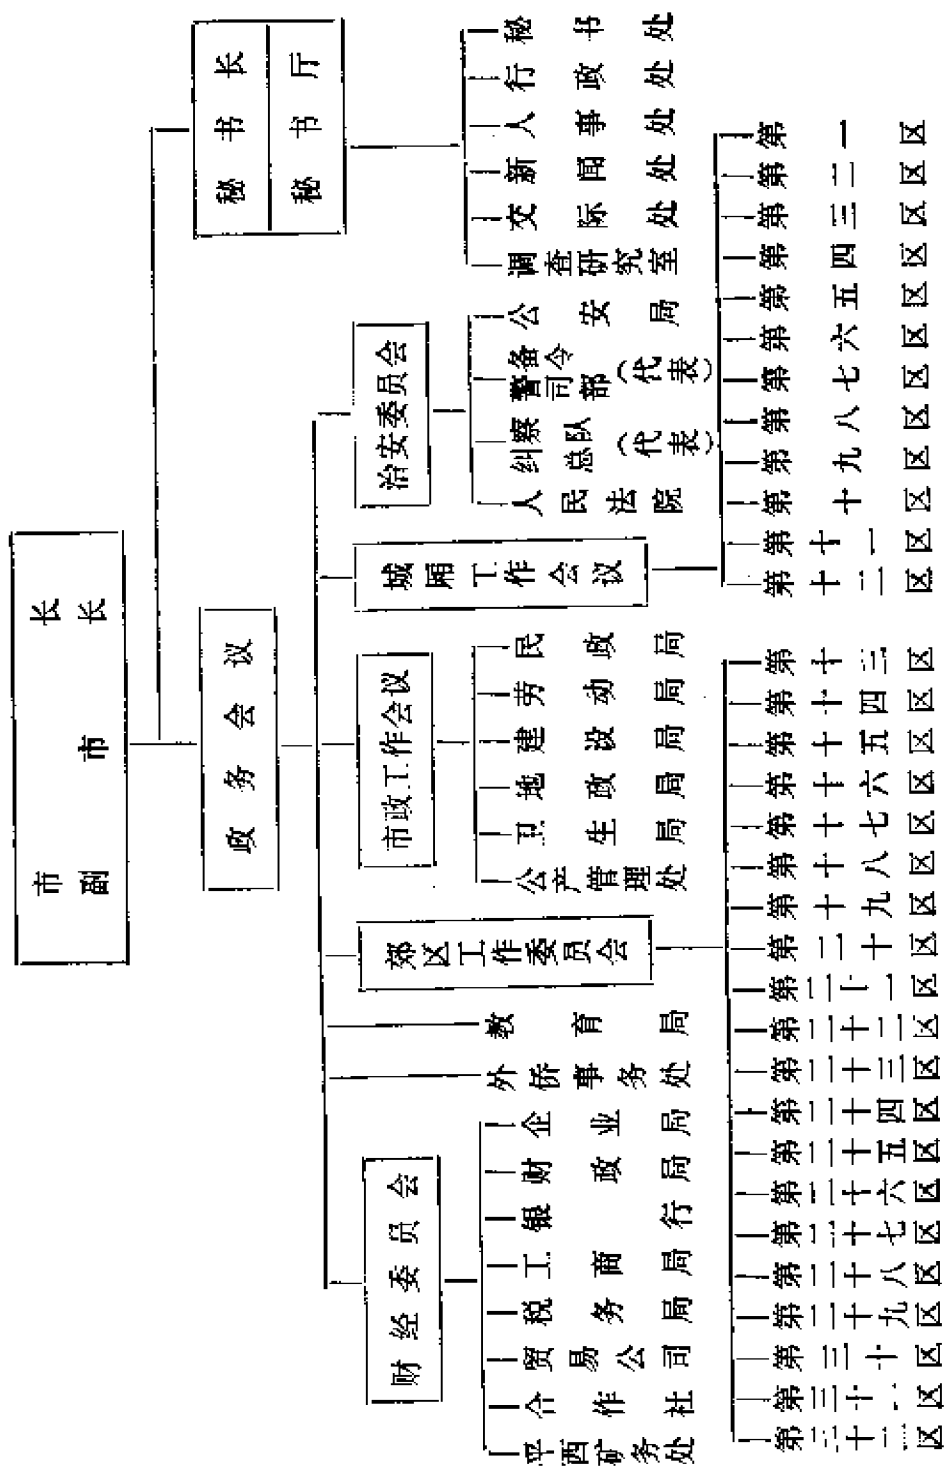 市长
副市长
秘书长
秘书厅
政务会议
秘书处
行政处
人事处
新闻处
交际处
调查研究室
治安委员会
公安局
警备司令部（代表）
纠察总队（代表）
人民法院
城厢工作会议
第一区
第二区
第三区
第四区
第五区
第六区
第七区
第八区
第九区
第十区
第十一区
第十二区
市政工作会议
民政局
劳动局
建设局
地政局
卫生局
公产管理处
郊区工作委员会
第十三区
第十四区
第十五区
第十六区
第十七区
第十八区
第十九区
第二十区
第二十一区
第二十二区
第二十三区
第二十四区
第二十五区
第二十六区
第二十七区
第二十八区
第二十九区
第三十区
第三十一区
第三十二区
教育局
外侨事务处
财经委员会
企业局
财政局
银行
工商局
税务局
贸易公司
合作社
平西矿务处